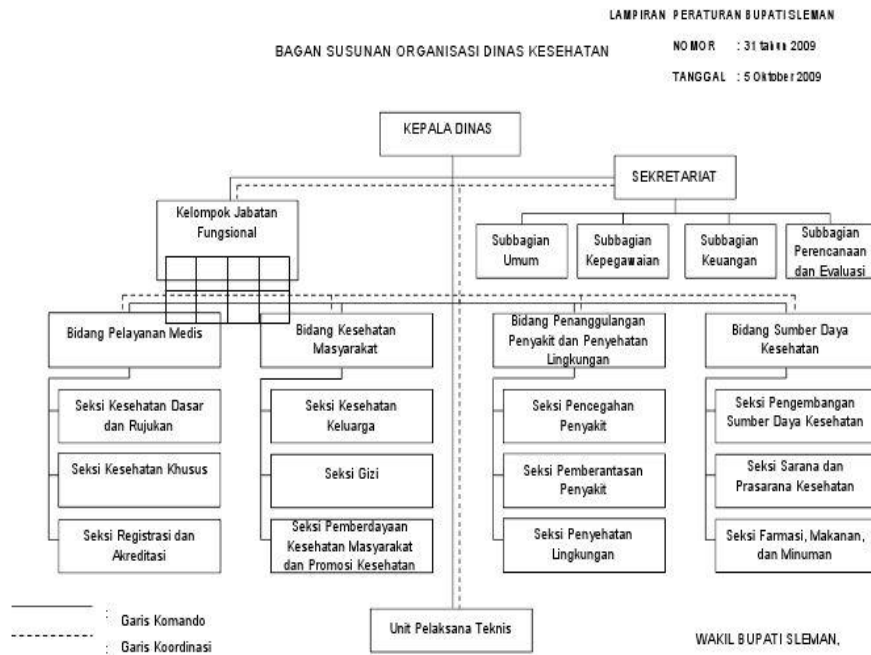 LAMPIRAN PERATURAN BUPATI SLEMAN
NOMOR : 31 tahun 2009
TANGGAL : 5 Oktober 2009
BAGAN SUSUNAN ORGANISASI DINAS KESEHATAN
KEPALA DINAS
SEKRETARIAT
Kelompok Jabatan
Fungsional
Subbagian
Umum
Subbagian
Kepegawaian
Subbagian
Keuangan
Subbagian
Perencanaan
dan Evaluasi
Bidang Pelayanan Medis
Bidang Kesehatan
Masyarakat
Bidang Penanggulangan
Penyakit dan Penyehatan
Lingkungan
Bidang Sumber Daya
Kesehatan
Seksi Kesehatan Dasar
dan Rujukan
Seksi Kesehatan Khusus
Seksi Registrasi dan
Akreditasi
Seksi Kesehatan
Keluarga
Seksi Gizi
Seksi Pemberdayaan
Kesehatan Masyarakat
dan Promosi Kesehatan
Seksi Pencegahan
Penyakit
Seksi Pemberantasan
Penyakit
Seksi Penyehatan
Lingkungan
Seksi Pengembangan
Sumber Daya Kesehatan
Seksi Sarana dan
Prasarana Kesehatan
Seksi Farmasi, Makanan,
dan Minuman
: Garis Komando
: Garis Koordinasi
Unit Pelaksana Teknis
WAKIL BUPATI SLEMAN,